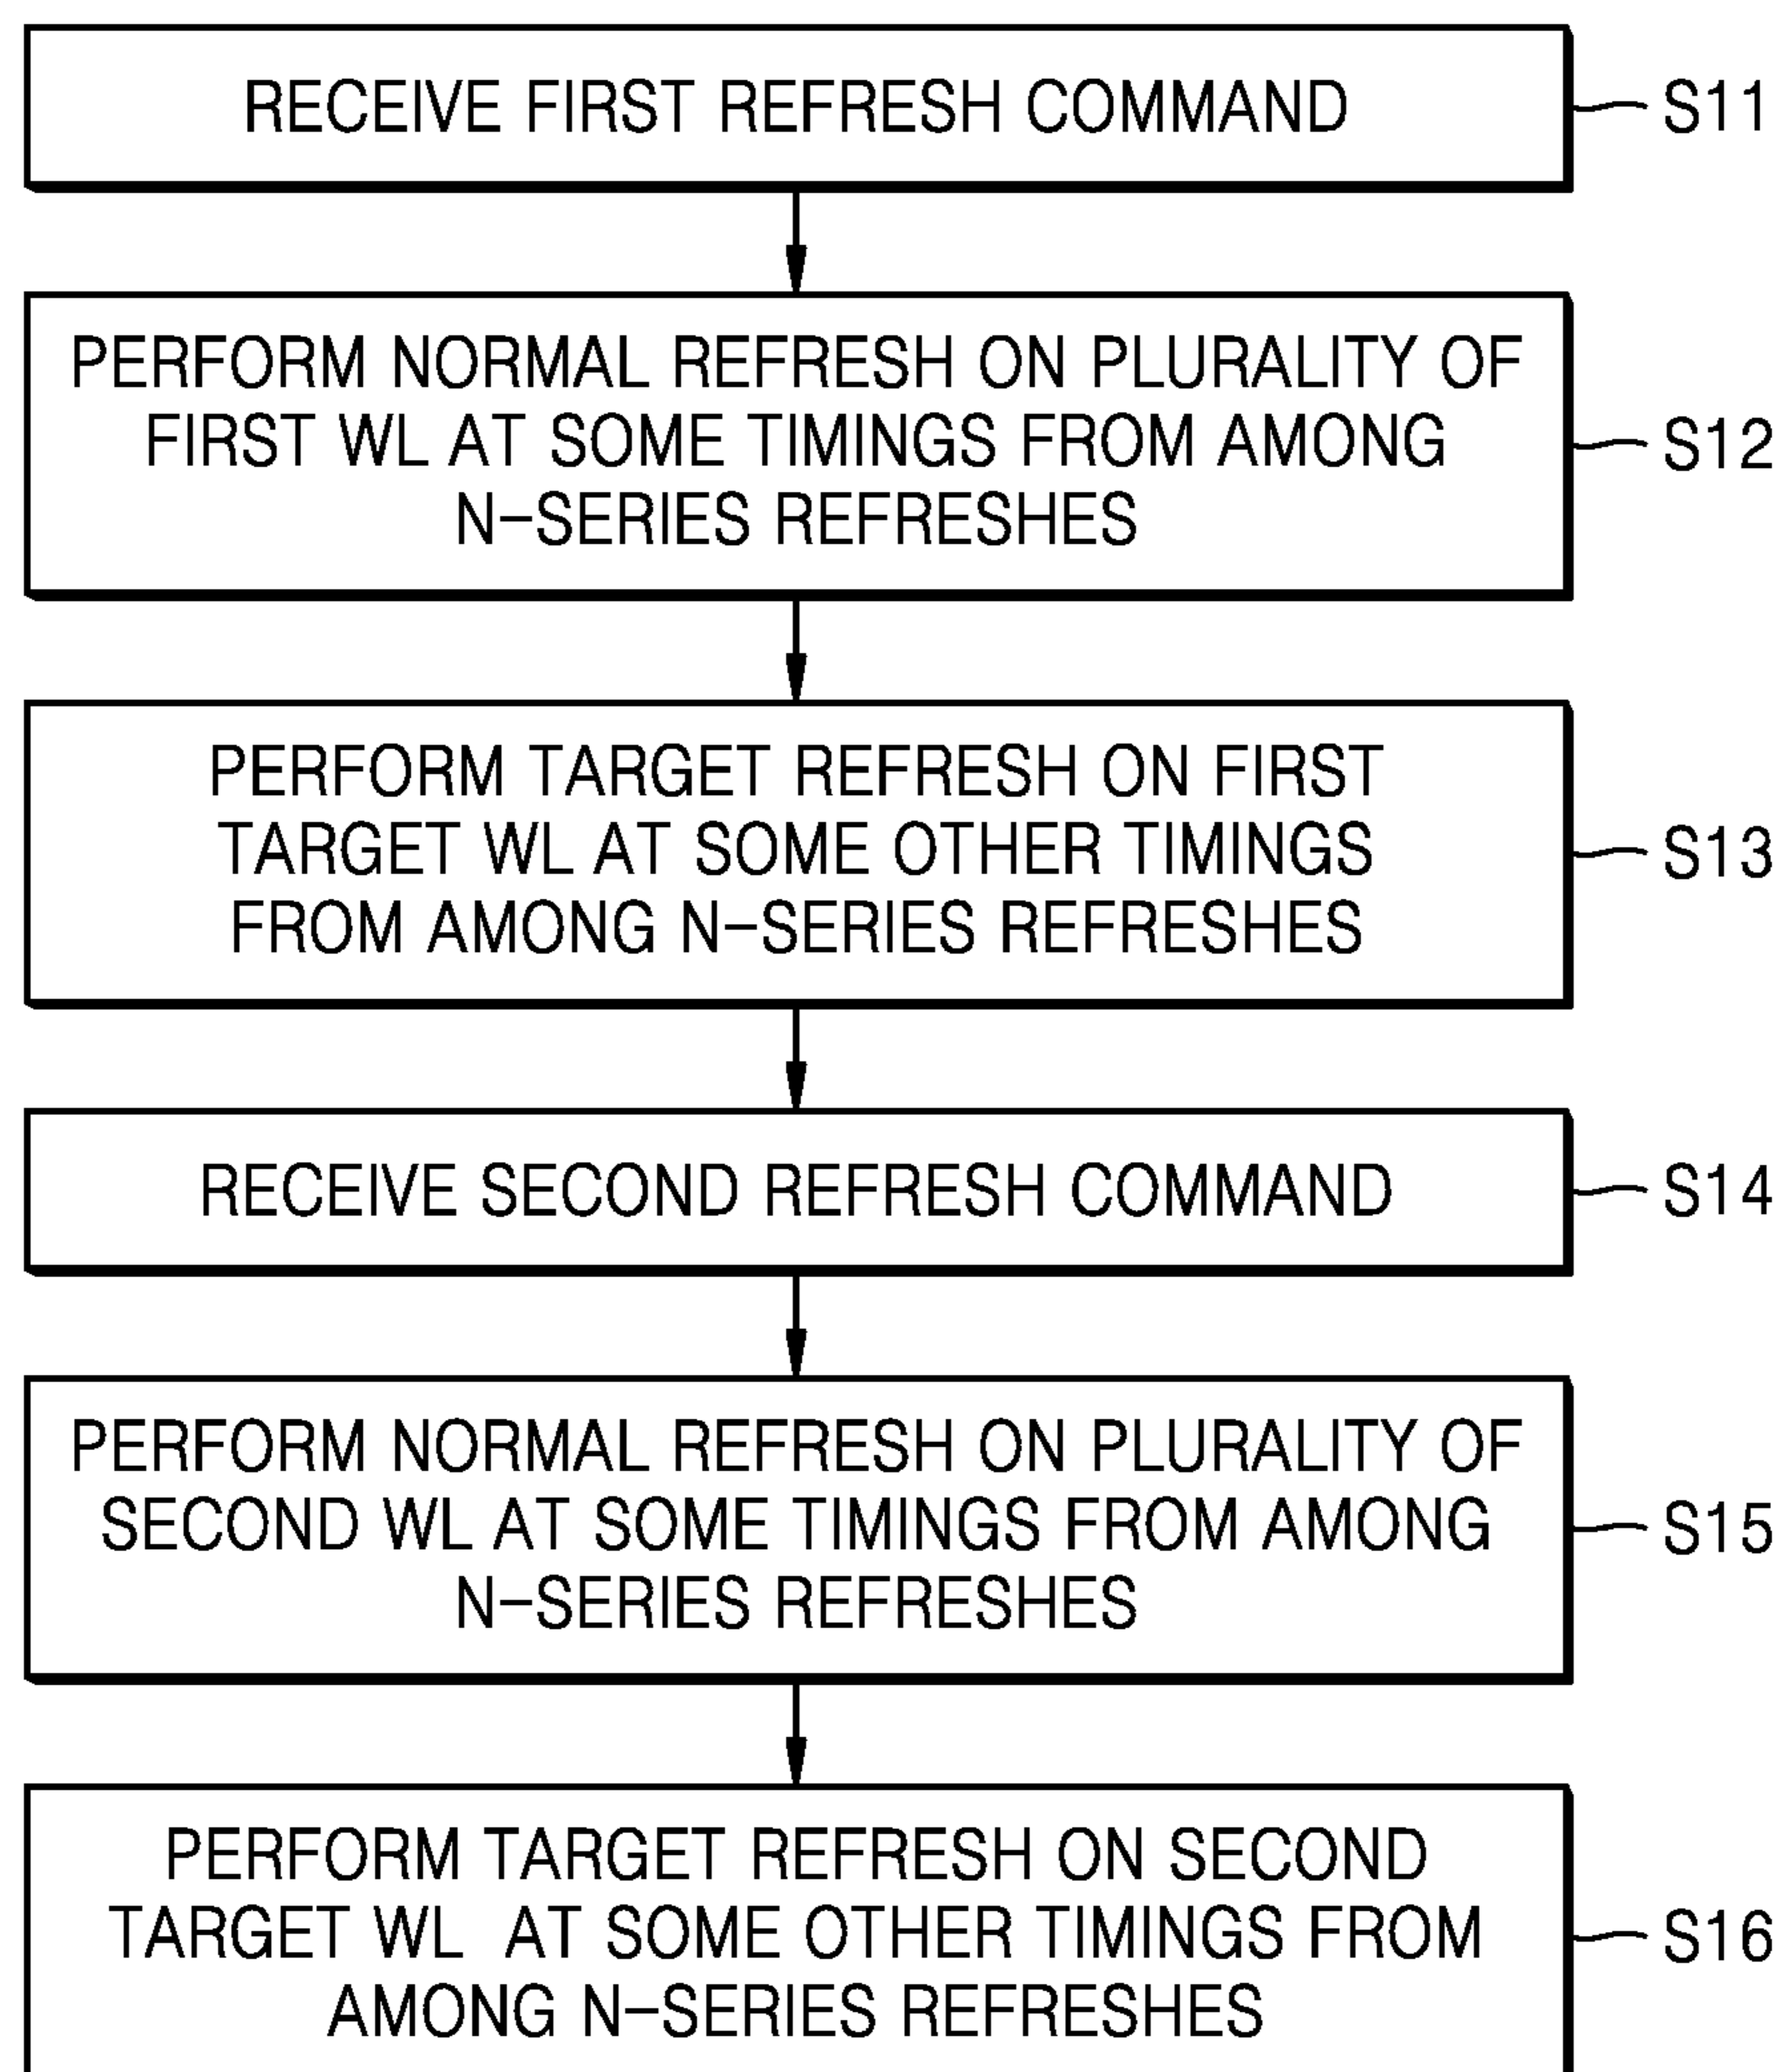 RECEIVE FIRST REFRESH COMMAND
S11
PERFORM NORMAL REFRESH ON PLURALITY OF
FIRST WL AT SOME TIMINGS FROM AMONG
N-SERIES REFRESHES
S12
PERFORM TARGET REFRESH ON FIRST
TARGET WL AT SOME OTHER TIMINGS
FROM AMONG N-SERIES REFRESHES
S13
RECEIVE SECOND REFRESH COMMAND
S14
PERFORM NORMAL REFRESH ON PLURALITY OF
SECOND WL AT SOME TIMINGS FROM AMONG
N-SERIES REFRESHES
S15
PERFORM TARGET REFRESH ON SECOND
TARGET WL AT SOME OTHER TIMINGS FROM
AMONG N-SERIES REFRESHES
S16